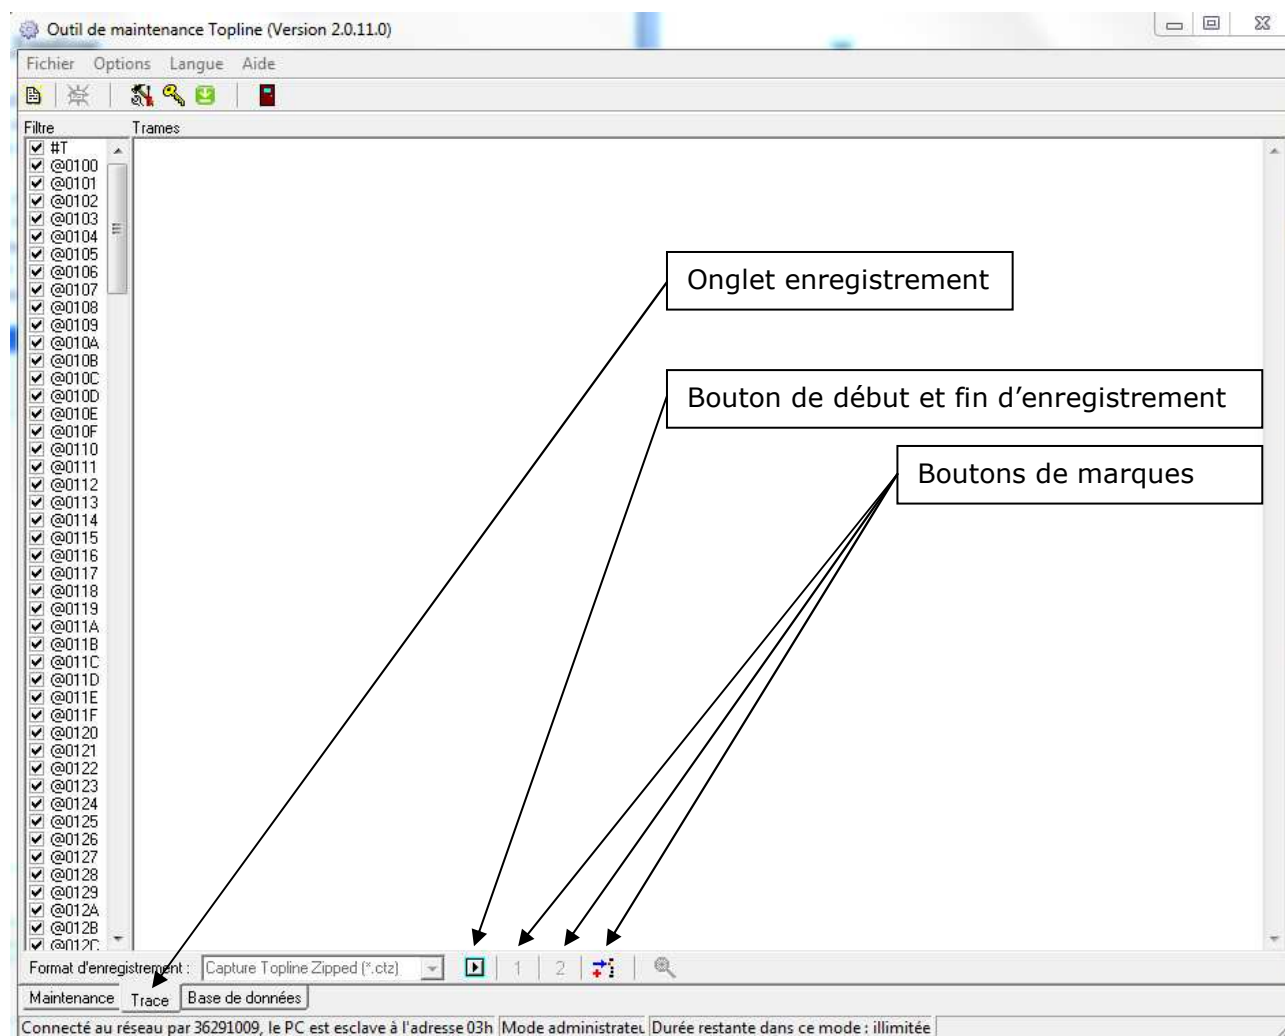 Outil de maintenance Topline (Version 2.0.11.0)
Fichier Options Langue Aide
Filtre Trames
#T
@0100
@0101
@0102
@0103
@0104
@0105
@0106
@0107
@0108
@0109
@010A
@010B
@010C
@010D
@010E
@010F
@0110
@0111
@0112
@0113
@0114
@0115
@0116
@0117
@0118
@0119
@011A
@011B
@011C
@011D
@011E
@011F
@0120
@0121
@0122
@0123
@0124
@0125
@0126
@0127
@0128
@0129
@012A
@012B
@012C
Onglet enregistrement
Bouton de début et fin d’enregistrement
Boutons de marques
Format d'enregistrement : Capture Topline Zipped (*.ctz) 1 2
Maintenance Trace Base de données
Connecté au réseau par 36291009, le PC est esclave à l'adresse 03h Mode administrateu Durée restante dans ce mode : illimitée